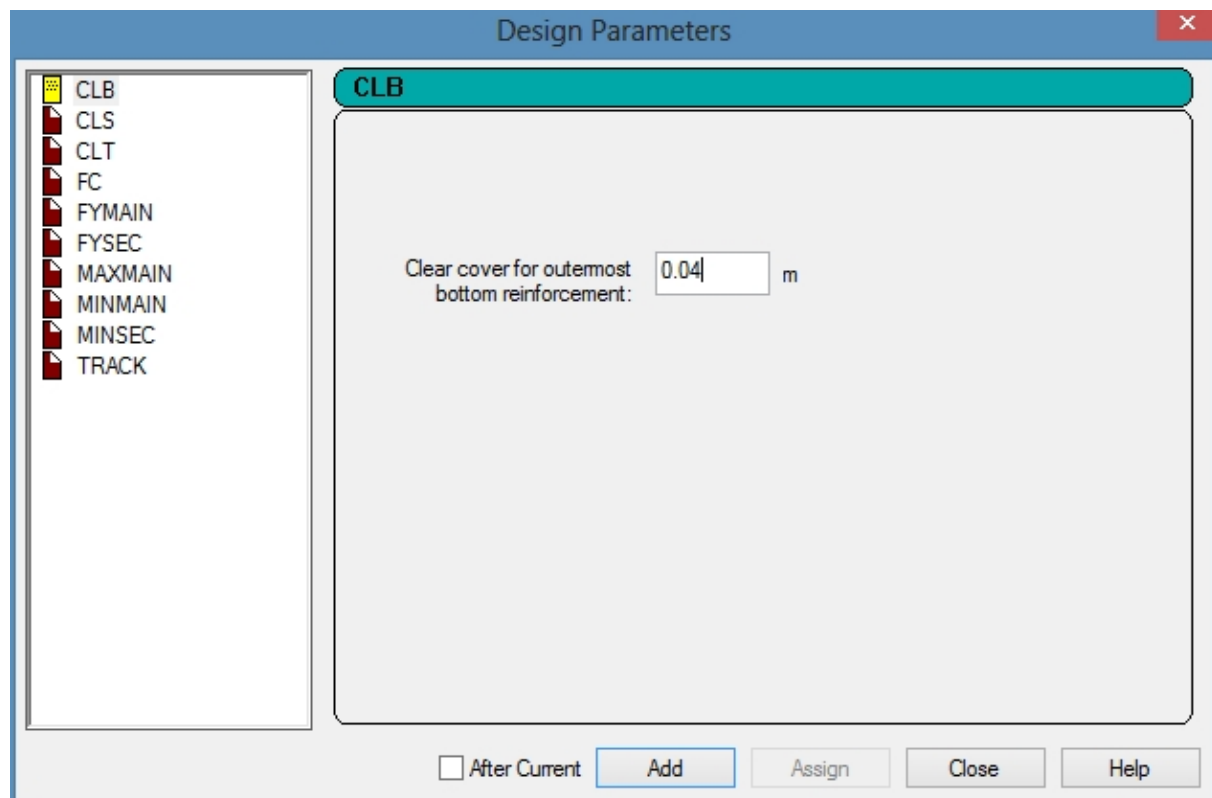 Design Parameters
CLB
CLS
CLT
FC
FYMAIN
FYSEC
MAXMAIN
MINMAIN
MINSEC
TRACK
CLB
Clear cover for outermost
bottom reinforcement:
0.04
m
After Current
Add
Assign
Close
Help